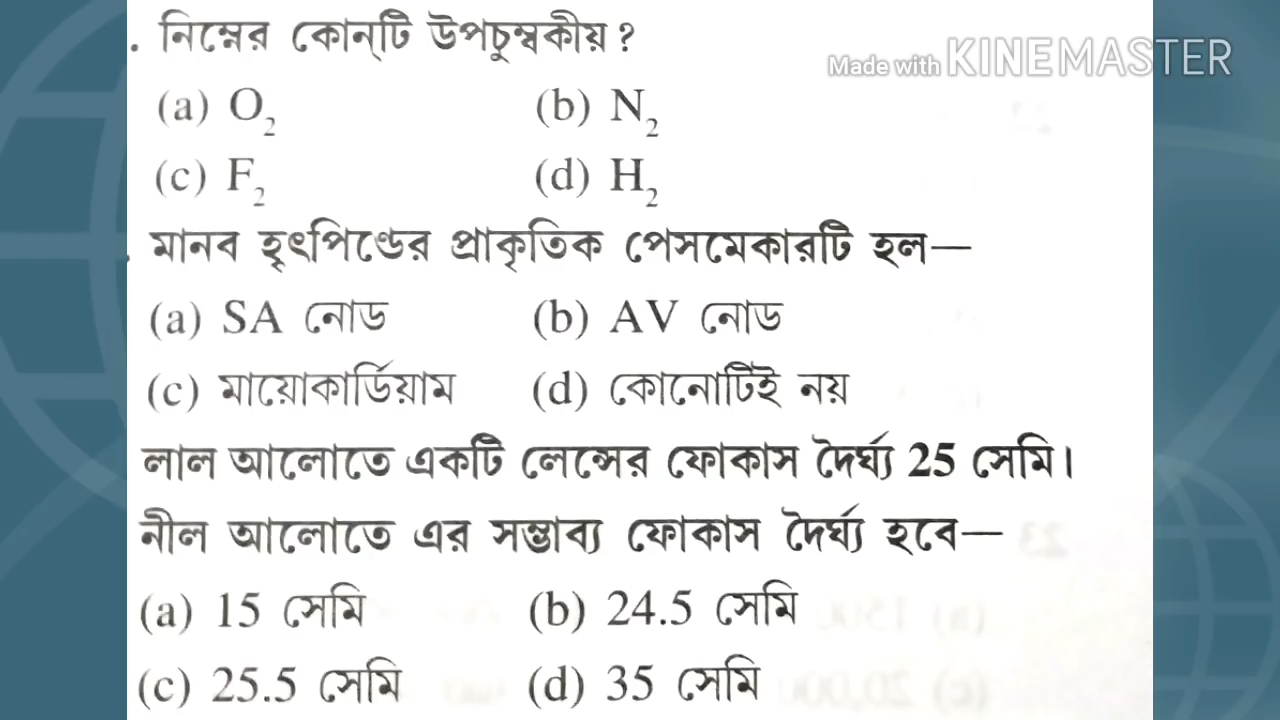 . নিম্নের কোন্‌টি উপচুম্বকীয় ?
Made with KINEMASTER
(a) O₂ (b) N₂
(c) F₂ (d) H₂
. মানব হৃৎপিণ্ডের প্রাকৃতিক পেসমেকারটি হল—
(a) SA নোড (b) AV নোড
(c) মায়োকার্ডিয়াম (d) কোনোটিই নয়
লাল আলোতে একটি লেন্সের ফোকাস দৈর্ঘ্য 25 সেমি।
নীল আলোতে এর সম্ভাব্য ফোকাস দৈর্ঘ্য হবে—
(a) 15 সেমি (b) 24.5 সেমি
(c) 25.5 সেমি (d) 35 সেমি